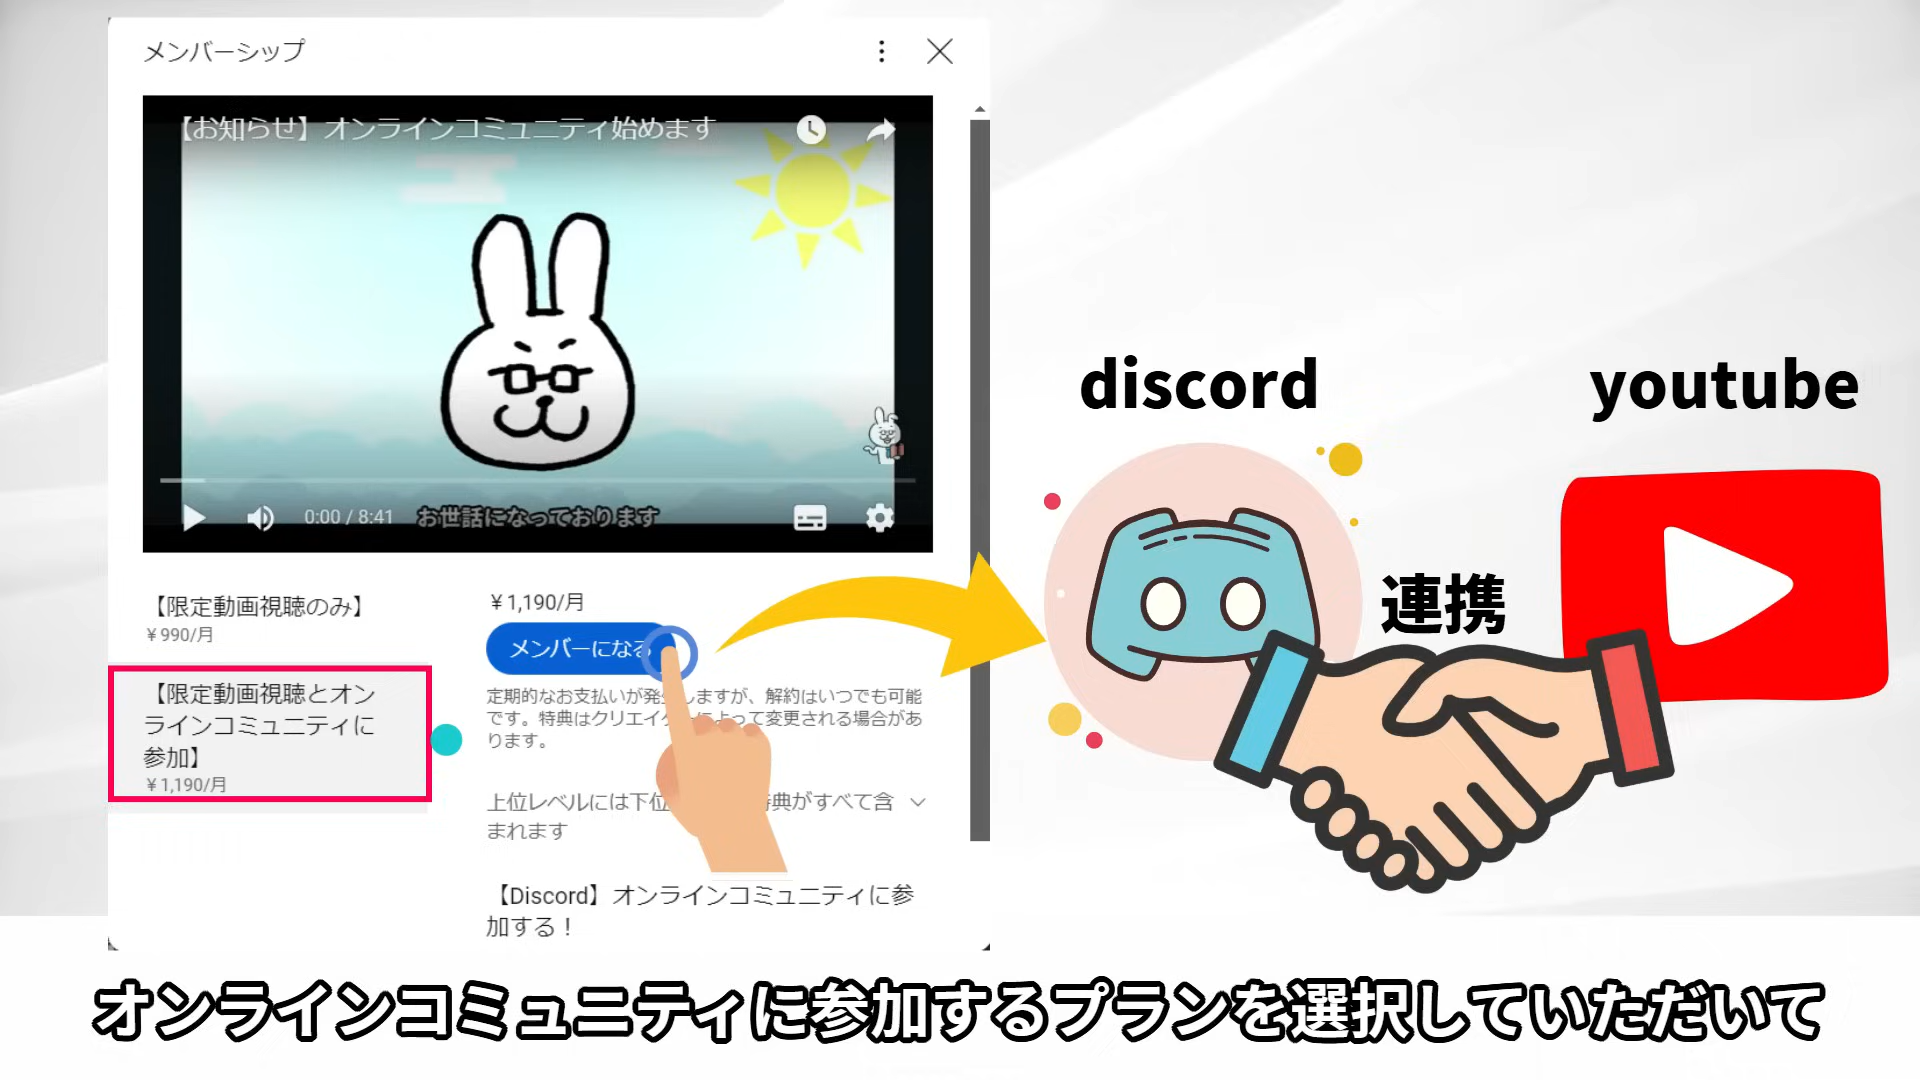 メンバーシップ
【お知らせ】オンラインコミュニティ始めます
0:00 / 8:41
お世話になっております
【限定動画視聴のみ】
¥990/月
【限定動画視聴とオン
ラインコミュニティに
参加】
¥1,190/月
¥1,190/月
メンバーになる
定期的なお支払いが発生しますが、解約はいつでも可能
です。特典はクリエイターによって変更される場合があ
ります。
上位レベルには下位 特典がすべて含
まれます
【Discord】オンラインコミュニティに参
加する！
discord
youtube
連携
オンラインコミュニティに参加するプランを選択していただいて